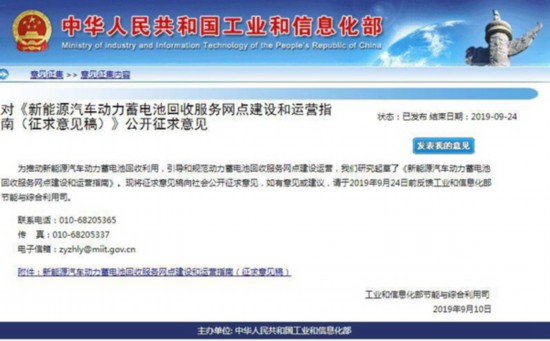 中华人民共和国工业和信息化部
Ministry of Industry and Information Technology of the People's Republic of China
意见征集 >> 意见征集内容
对《新能源汽车动力蓄电池回收服务网点建设和运营指
南（征求意见稿）》公开征求意见
状态：已发布 结束日期：2019-09-24
发表我的意见
为推动新能源汽车动力蓄电池回收利用，引导和规范动力蓄电池回收服务网点建设运营，我们研究起草了《新能源汽车动力蓄电池
回收服务网点建设和运营指南》。现将征求意见稿向社会公开征求意见，如有意见或建议，请于2019年9月24日前反馈工业和信息化部
节能与综合利用司。
联系电话：010-68205365
传 真：010-68205337
电子信箱：zyzhly@miit.gov.cn
附件：新能源汽车动力蓄电池回收服务网点建设和运营指南（征求意见稿）
工业和信息化部节能与综合利用司
2019年9月10日
主办单位: 中华人民共和国工业和信息化部